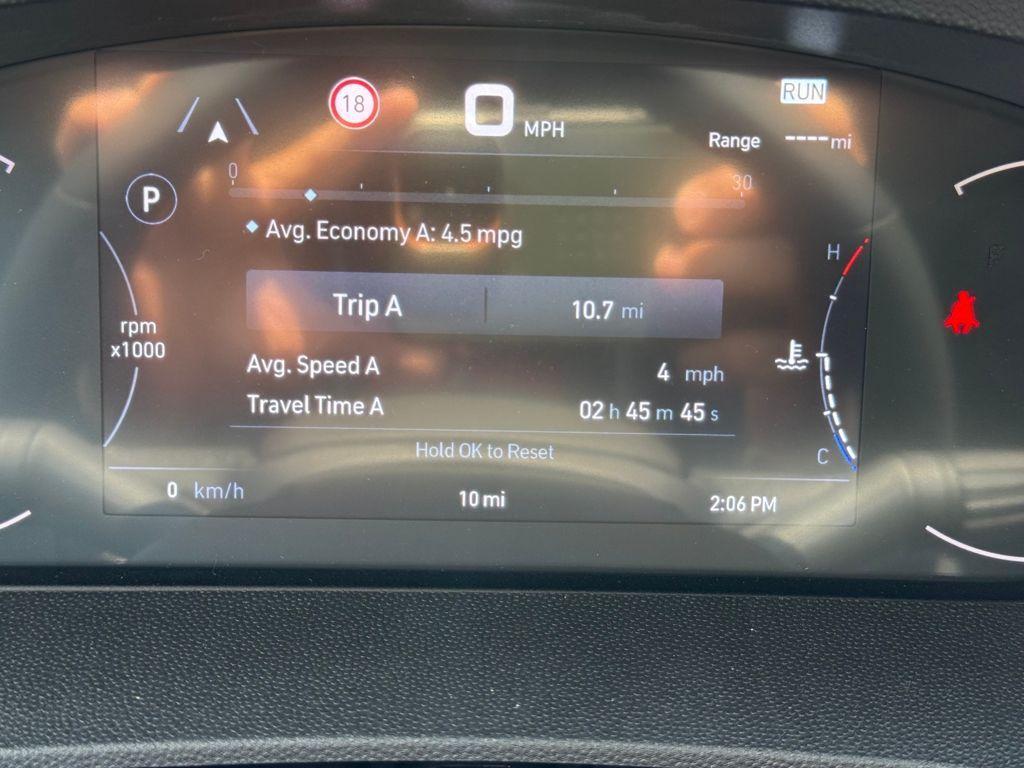 18
0 MPH
RUN
Range ---- mi
0 30
P
Avg. Economy A: 4.5 mpg
H
Trip A 10.7 mi
rpm
x1000
Avg. Speed A 4 mph
Travel Time A 02 h 45 m 45 s
Hold OK to Reset
C
0 km/h 10 mi 2:06 PM